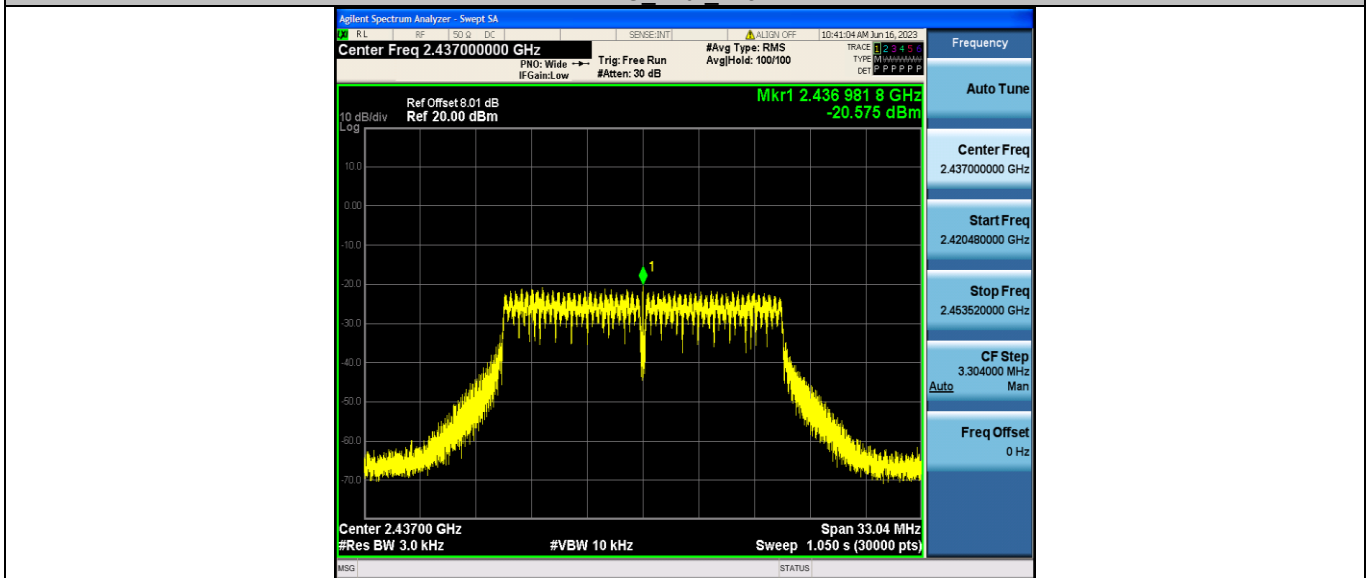 Agilent Spectrum Analyzer - Swept SA
RL RF 50 Ω DC SENSE:INT ALIGN OFF 10:41:04 AM Jun 16, 2023
Center Freq 2.437000000 GHz
PNO: Wide
IFGain:Low
Trig: Free Run
#Atten: 30 dB
#Avg Type: RMS
Avg|Hold: 100/100
TRACE 1 2 3 4 5 6
TYPE M
DET P P P P P P
Mkr1 2.436 981 8 GHz
-20.575 dBm
Ref Offset 8.01 dB
10 dB/div Ref 20.00 dBm
Log
10.0
0.00
-10.0
-20.0
-30.0
-40.0
-50.0
-60.0
-70.0
1
Center 2.43700 GHz
Span 33.04 MHz
#Res BW 3.0 kHz
#VBW 10 kHz
Sweep 1.050 s (30000 pts)
MSG
STATUS
Frequency
Auto Tune
Center Freq
2.437000000 GHz
Start Freq
2.420480000 GHz
Stop Freq
2.453520000 GHz
CF Step
3.304000 MHz
Auto Man
Freq Offset
0 Hz